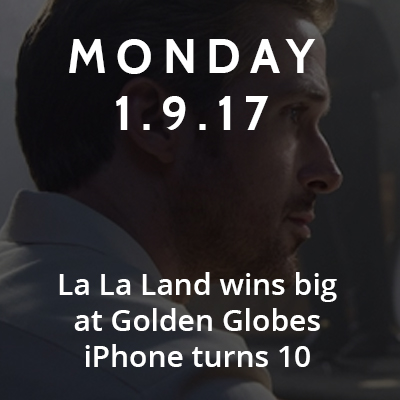 MONDAY
1.9.17
La La Land wins big
at Golden Globes
iPhone turns 10